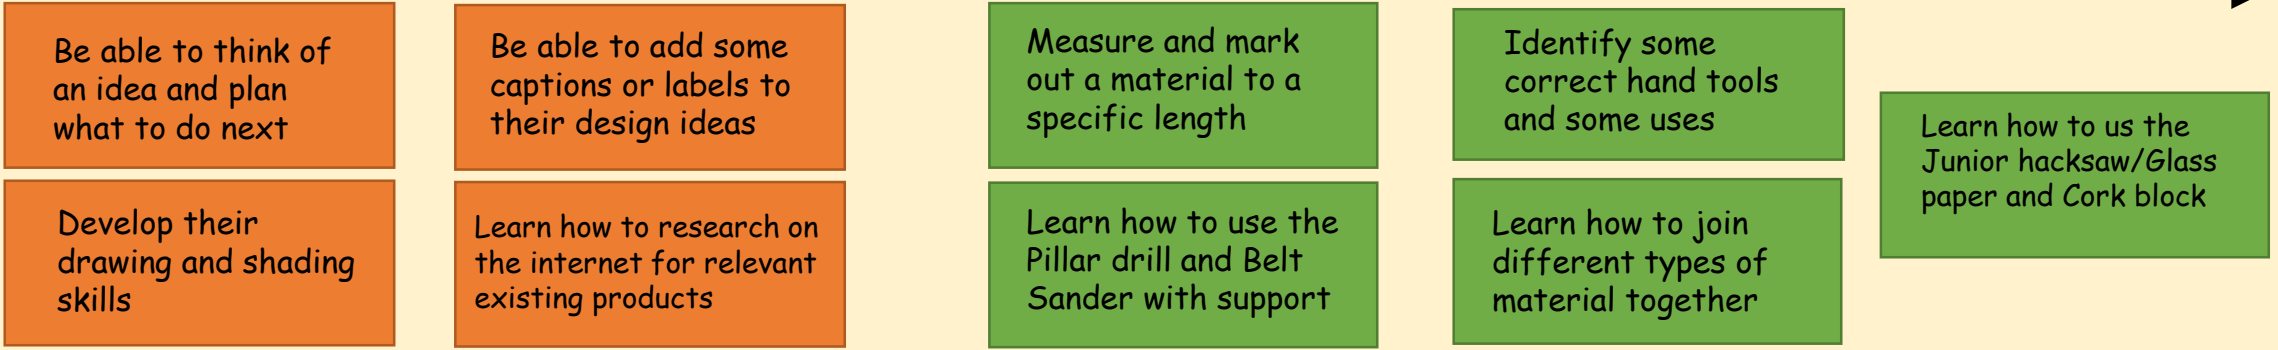 Be able to think of
an idea and plan
what to do next
Be able to add some
captions or labels to
their design ideas
Measure and mark
out a material to a
specific length
Identify some
correct hand tools
and some uses
Learn how to us the
Junior hacksaw/Glass
paper and Cork block
Develop their
drawing and shading
skills
Learn how to research on
the internet for relevant
existing products
Learn how to use the
Pillar drill and Belt
Sander with support
Learn how to join
different types of
material together